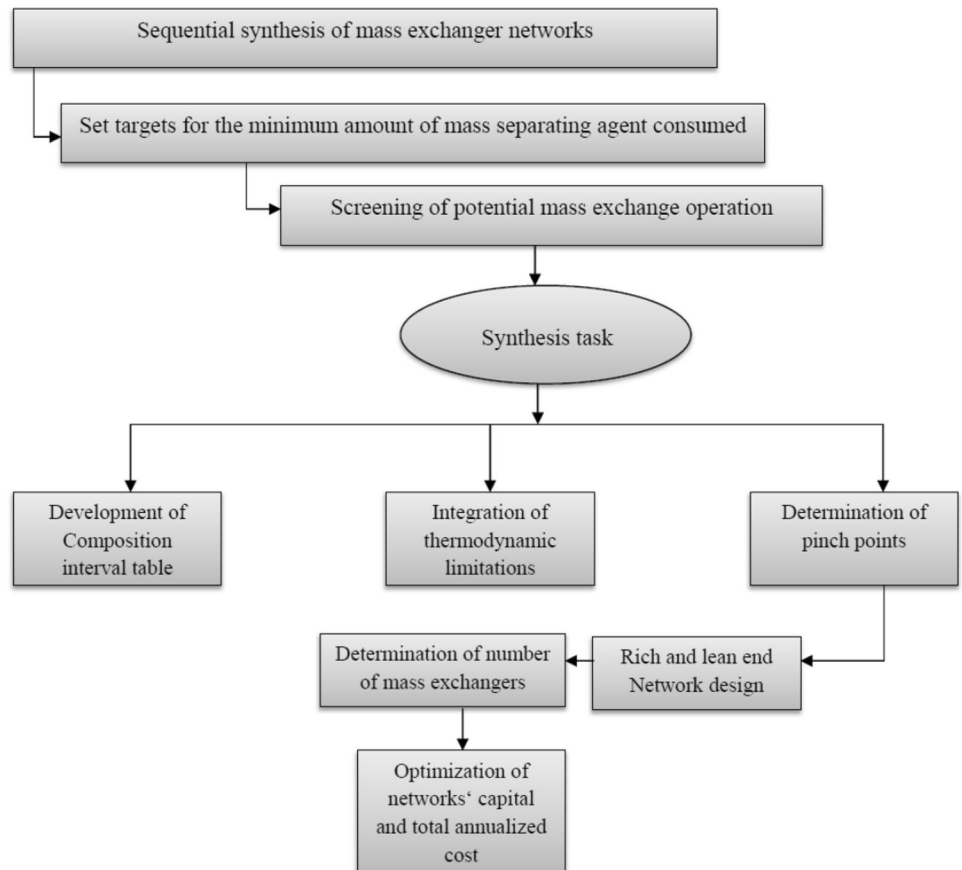 Sequential synthesis of mass exchanger networks
Set targets for the minimum amount of mass separating agent consumed
Screening of potential mass exchange operation
Synthesis task
Development of
Composition
interval table
Integration of
thermodynamic
limitations
Determination of
pinch points
Determination of number
of mass exchangers
Rich and lean end
Network design
Optimization of
networks‘ capital
and total annualized
cost